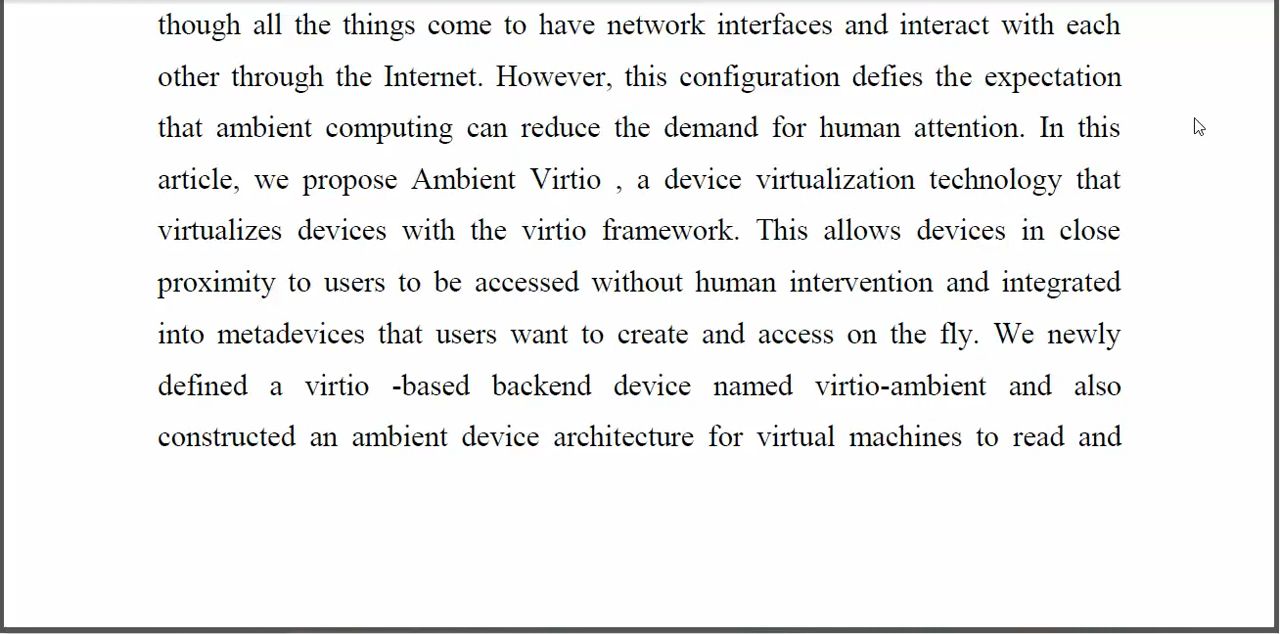 though all the things come to have network interfaces and interact with each
other through the Internet. However, this configuration defies the expectation
that ambient computing can reduce the demand for human attention. In this
article, we propose Ambient Virtio , a device virtualization technology that
virtualizes devices with the virtio framework. This allows devices in close
proximity to users to be accessed without human intervention and integrated
into metadevices that users want to create and access on the fly. We newly
defined a virtio -based backend device named virtio-ambient and also
constructed an ambient device architecture for virtual machines to read and